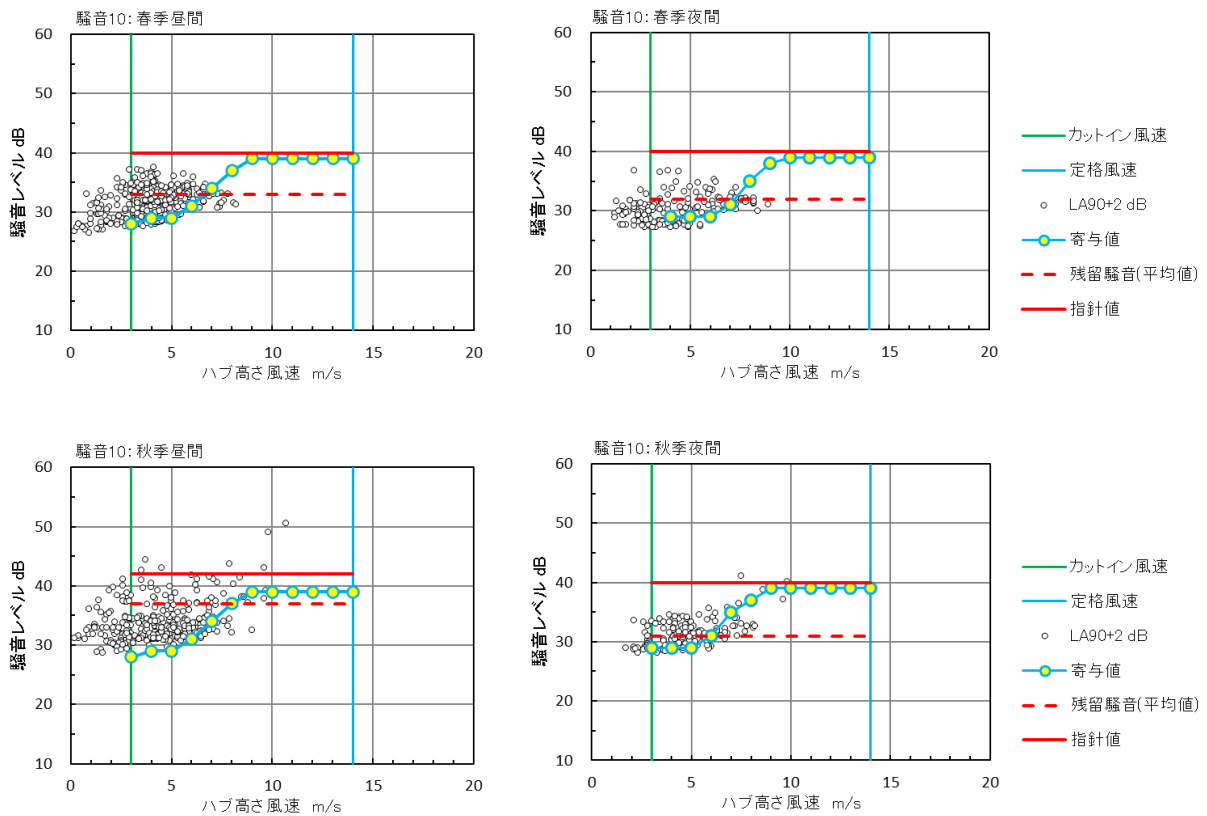 騒音10: 春季昼間
60
50
40
30
20
10
騒音レベル dB
0
5
10
15
20
ハブ高さ風速 m/s
騒音10: 春季夜間
60
50
40
30
20
10
騒音レベル dB
0
5
10
15
20
ハブ高さ風速 m/s
カットイン風速
定格風速
LA90+2 dB
寄与値
残留騒音(平均値)
指針値
騒音10: 秋季昼間
60
50
40
30
20
10
騒音レベル dB
0
5
10
15
20
ハブ高さ風速 m/s
騒音10: 秋季夜間
60
50
40
30
20
10
騒音レベル dB
0
5
10
15
20
ハブ高さ風速 m/s
カットイン風速
定格風速
LA90+2 dB
寄与値
残留騒音(平均値)
指針値